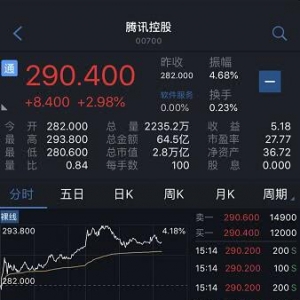 腾讯控股
00700
通
290.400
+8.400 +2.98%
昨收 振幅
282.000 4.68%
软件服务 换手
0.00% 0.23%
今开 282.000 总量 2235.2万 收益 5.18
最高 293.800 总金额 64.5亿 市盈率 27.77
最低 280.600 总市值 2.8万亿 净资产 36.72
量比 0.84 每手数 100 股息 0.000
分时 五日 日K 周K 月K 周期
裸线
293.800 4.18%
282.000
卖一 290.600 14900
买一 290.400 12000
15:14 290.200 200
15:14 290.200 200
15:14 290.200 200